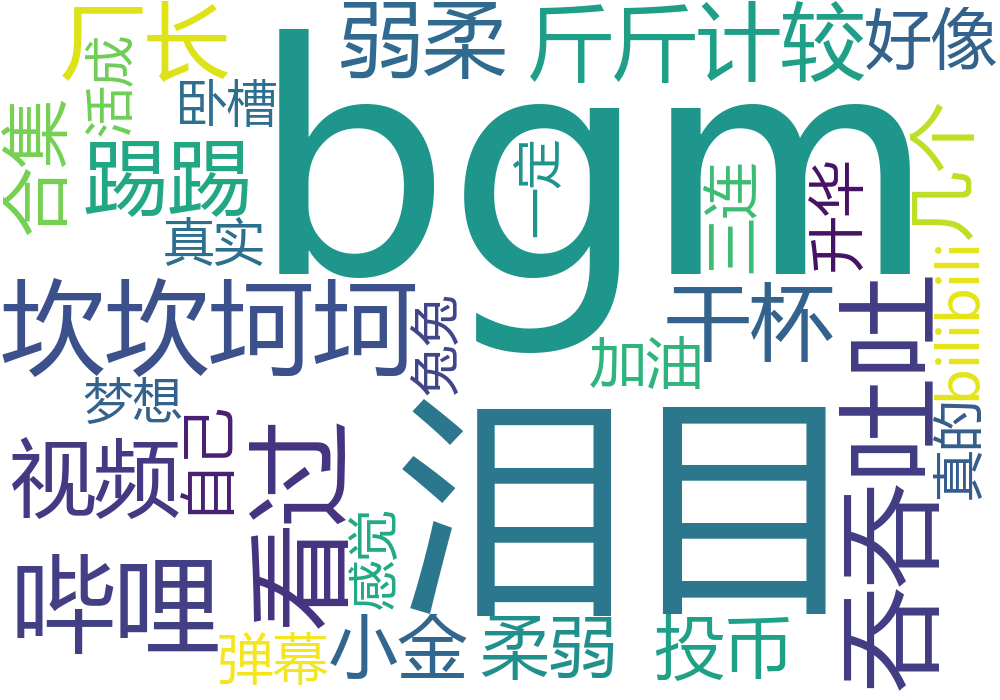 厂长
弱柔
斤斤计较
好像
活成
卧槽
bgm
合集
踢踢
一定
三连
升华
几个
真实
bilibili
坎坎坷坷
兔兔
干杯
吞吞吐吐
加油
梦想
泪目
真的
视频
自己
看过
感觉
哔哩
弹幕
小金
柔弱
投币